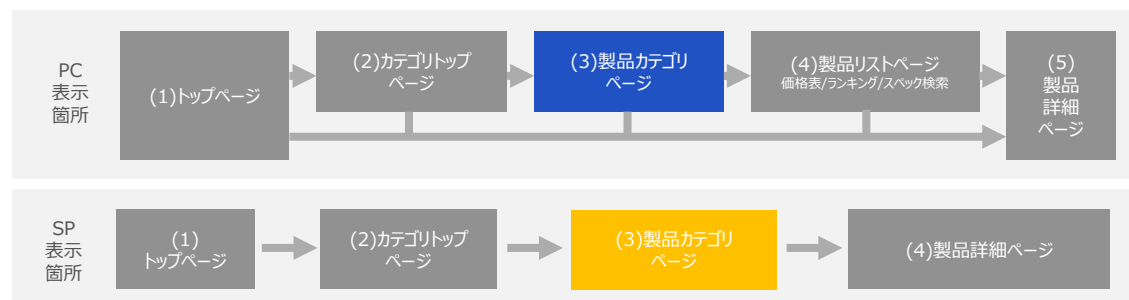 PC
表示
箇所
(1)トップページ
(2)カテゴリトップ
ページ
(3)製品カテゴリ
ページ
(4)製品リストページ
価格表/ランキング/スペック検索
(5)
製品
詳細
ページ
SP
表示
箇所
(1)
トップページ
(2)カテゴリトップ
ページ
(3)製品カテゴリ
ページ
(4)製品詳細ページ